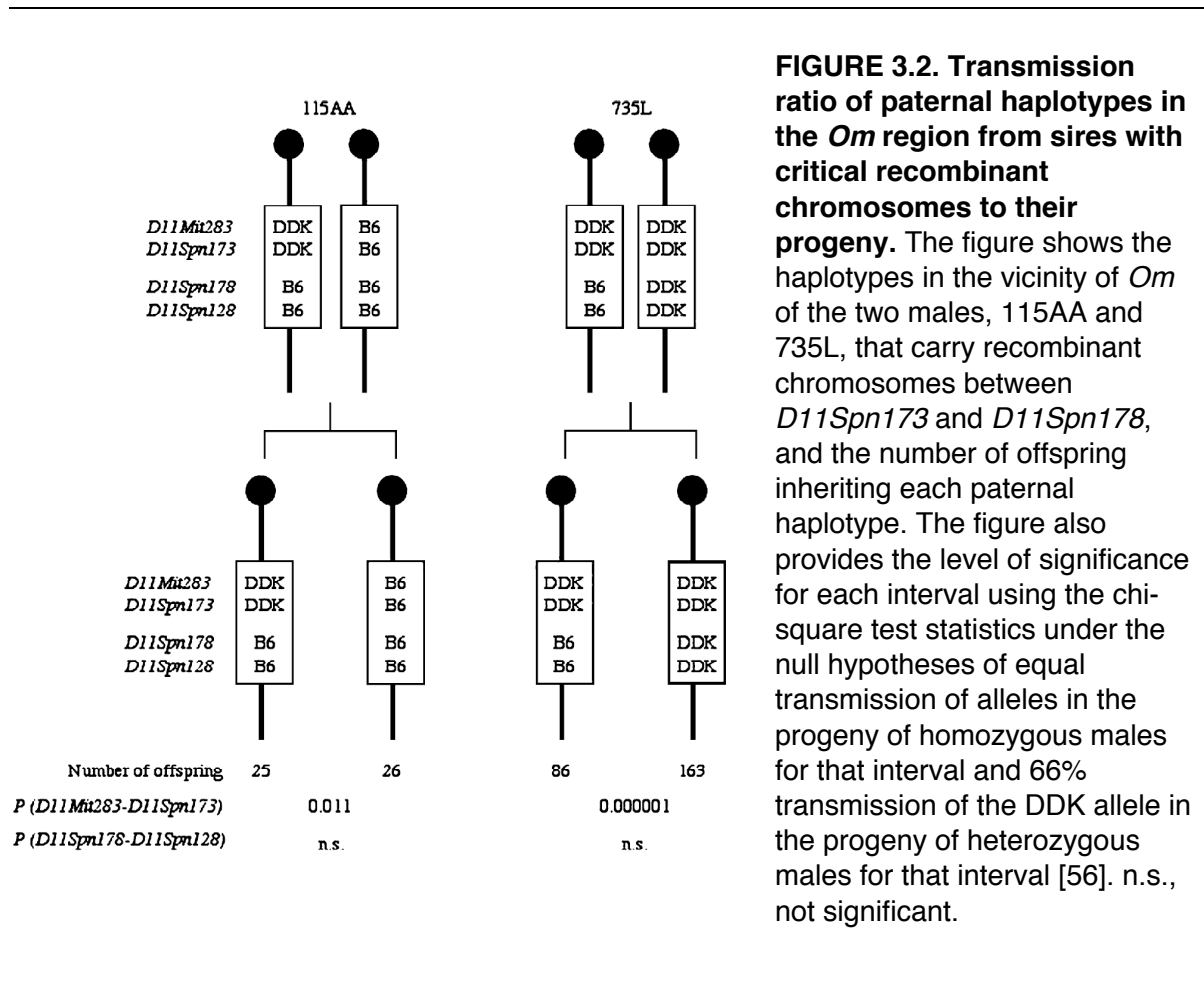 115AA
735L
D11Mit283 DDK B6 DDK DDK
D11Spn173 DDK B6 DDK DDK
D11Spn178 B6 B6 B6 DDK
D11Spn128 B6 B6 B6 DDK
D11Mit283 DDK B6 DDK DDK
D11Spn173 DDK B6 DDK DDK
D11Spn178 B6 B6 B6 DDK
D11Spn128 B6 B6 B6 DDK
Number of offspring 25 26 86 163
P (D11Mit283-D11Spn173) 0.011 0.000001
P (D11Spn178-D11Spn128) n.s. n.s.
FIGURE 3.2. Transmission
ratio of paternal haplotypes in
the Om region from sires with
critical recombinant
chromosomes to their
progeny. The figure shows the
haplotypes in the vicinity of Om
of the two males, 115AA and
735L, that carry recombinant
chromosomes between
D11Spn173 and D11Spn178,
and the number of offspring
inheriting each paternal
haplotype. The figure also
provides the level of significance
for each interval using the chi-
square test statistics under the
null hypotheses of equal
transmission of alleles in the
progeny of homozygous males
for that interval and 66%
transmission of the DDK allele in
the progeny of heterozygous
males for that interval [56]. n.s.,
not significant.